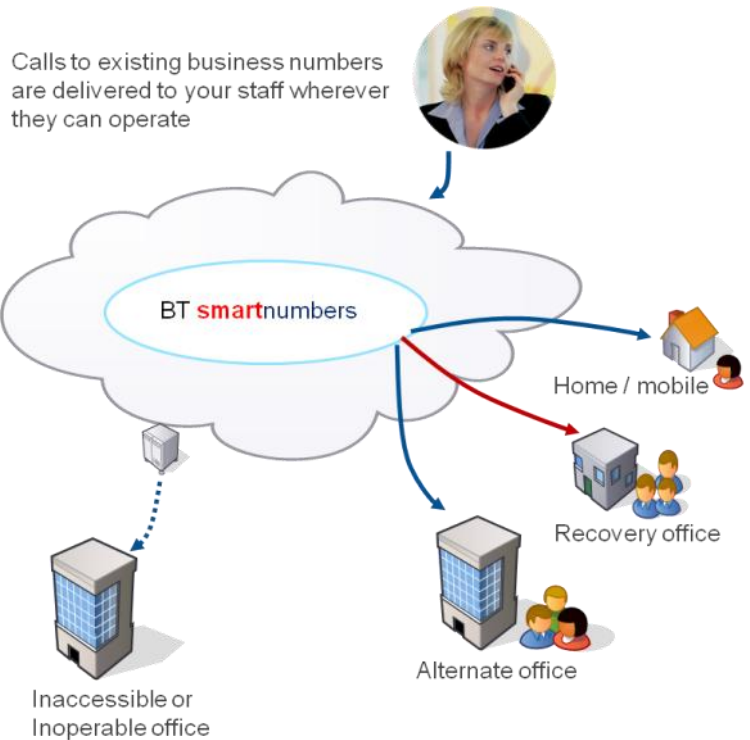 Calls to existing business numbers
are delivered to your staff wherever
they can operate
BT smartnumbers
Home / mobile
Recovery office
Alternate office
Inaccessible or
Inoperable office